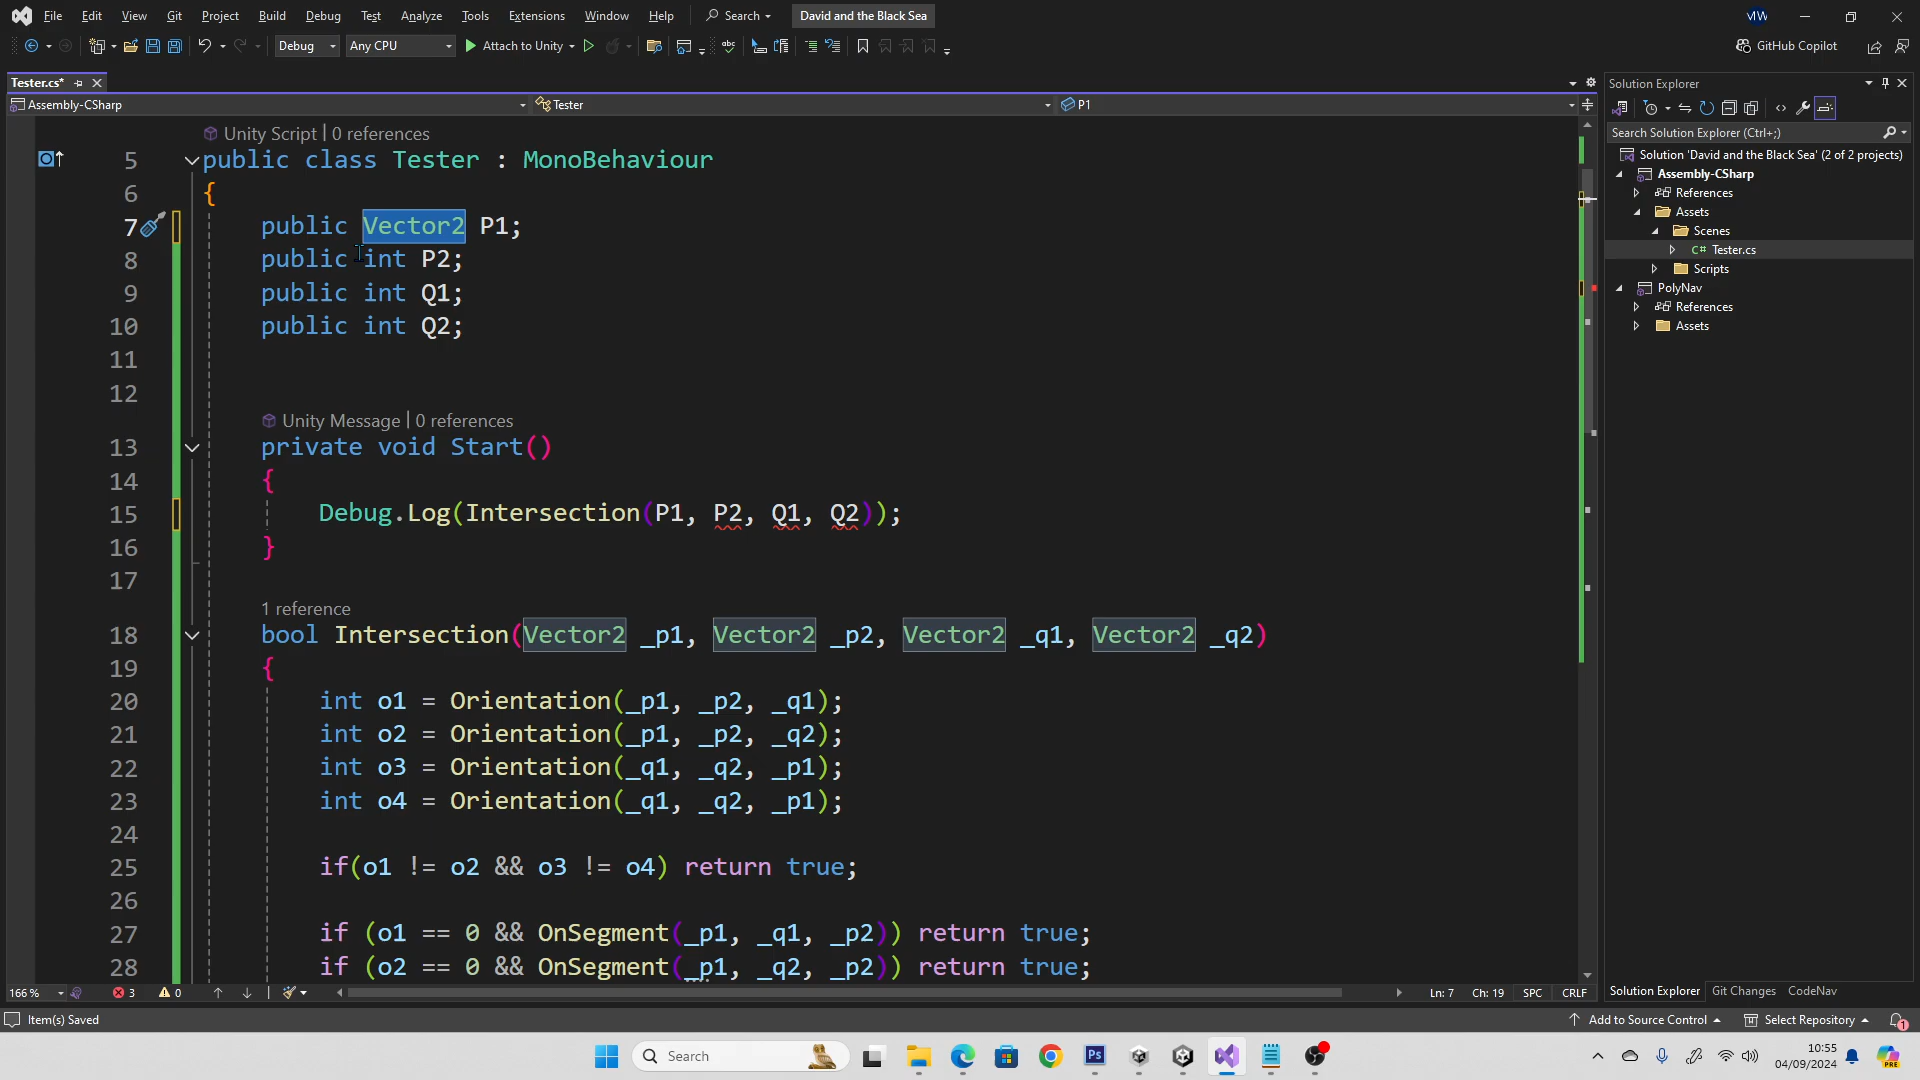 File Edit View Git Project Build Debug Test Analyze Tools Extensions Window Help Search David and the Black Sea
Debug Any CPU Attach to Unity GitHub Copilot
Tester.cs*
Assembly-CSharp Tester P1
Unity Script | 0 references
5 public class Tester : MonoBehaviour
6 {
7 public Vector2 P1;
8 public int P2;
9 public int Q1;
10 public int Q2;
11
12
Unity Message | 0 references
13 private void Start()
14 {
15 Debug.Log(Intersection(P1, P2, Q1, Q2));
16 }
17
1 reference
18 bool Intersection(Vector2 _p1, Vector2 _p2, Vector2 _q1, Vector2 _q2)
19 {
20 int o1 = Orientation(_p1, _p2, _q1);
21 int o2 = Orientation(_p1, _p2, _q2);
22 int o3 = Orientation(_q1, _q2, _p1);
23 int o4 = Orientation(_q1, _q2, _p1);
24
25 if(o1 != o2 && o3 != o4) return true;
26
27 if (o1 == 0 && OnSegment(_p1, _q1, _p2)) return true;
28 if (o2 == 0 && OnSegment(_p1, _q2, _p2)) return true;
166 % 3 0 Ln: 7 Ch: 19 SPC CRLF
Solution Explorer
Search Solution Explorer (Ctrl+;)
Solution 'David and the Black Sea' (2 of 2 projects)
Assembly-CSharp
References
Assets
Scenes
C# Tester.cs
Scripts
PolyNav
References
Assets
Solution Explorer Git Changes CodeNav
Item(s) Saved Add to Source Control Select Repository 1
Search Ps 10:55
04/09/2024 PRE